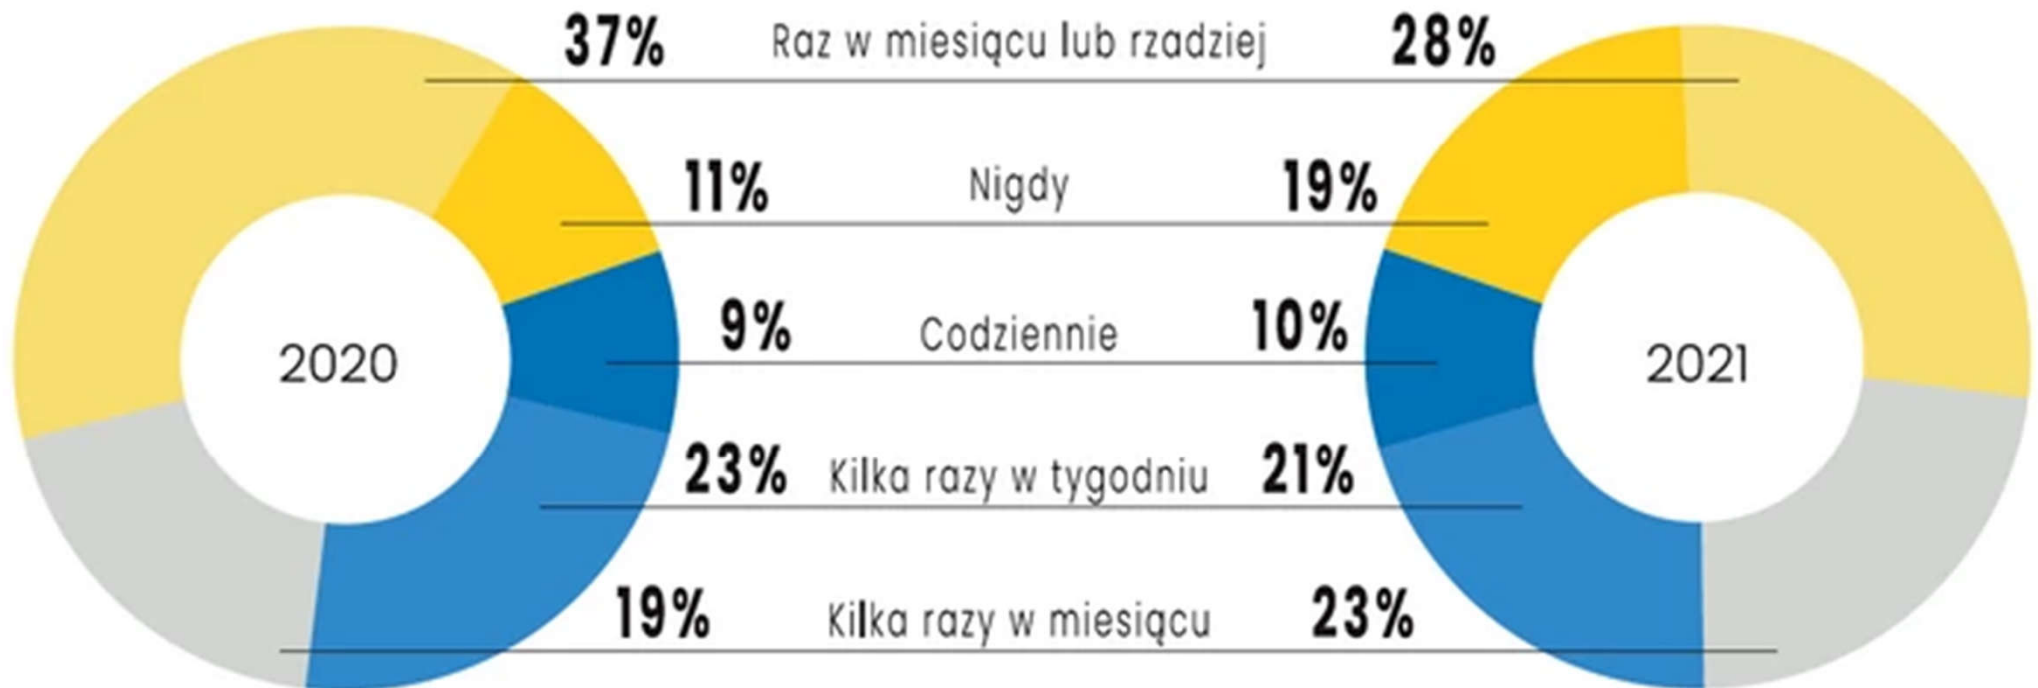 37% Raz w miesiącu lub rzadziej 28%
11% Nigdy 19%
9% Codziennie 10%
2020 2021
23% Kilka razy w tygodniu 21%
19% Kilka razy w miesiącu 23%